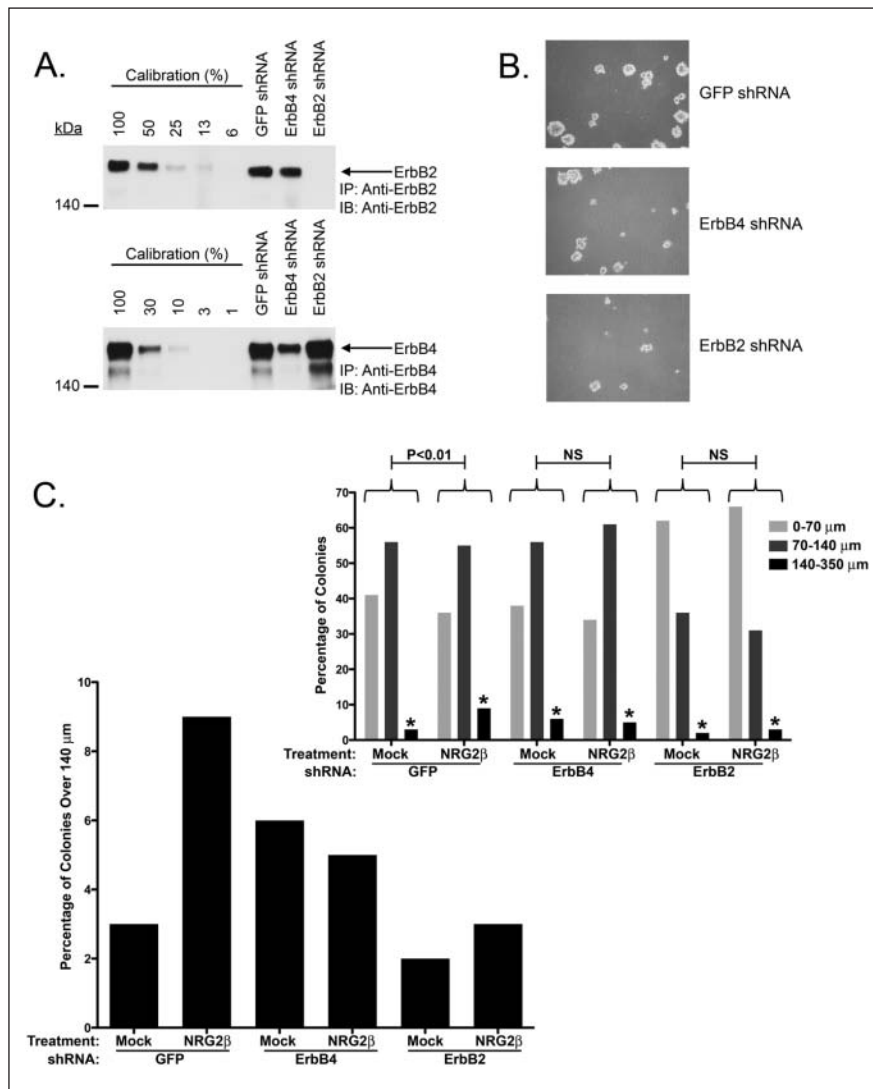 A.
Calibration (%)
kDa
100 50 25 13 6 GFP shRNA ErbB4 shRNA ErbB2 shRNA
ErbB2
IP: Anti-ErbB2
IB: Anti-ErbB2
140
Calibration (%)
100 30 10 3 1 GFP shRNA ErbB4 shRNA ErbB2 shRNA
ErbB4
IP: Anti-ErbB4
IB: Anti-ErbB4
140
B.
GFP shRNA
ErbB4 shRNA
ErbB2 shRNA
C.
P<0.01 NS NS
Percentage of Colonies
70
60
50
40
30
20
10
0
* * * * * *
0-70 μm
70-140 μm
140-350 μm
Treatment: Mock NRG2β Mock NRG2β Mock NRG2β
shRNA: GFP ErbB4 ErbB2
Percentage of Colonies Over 140 μm
10
8
6
4
2
0
Treatment: Mock NRG2β Mock NRG2β Mock NRG2β
shRNA: GFP ErbB4 ErbB2